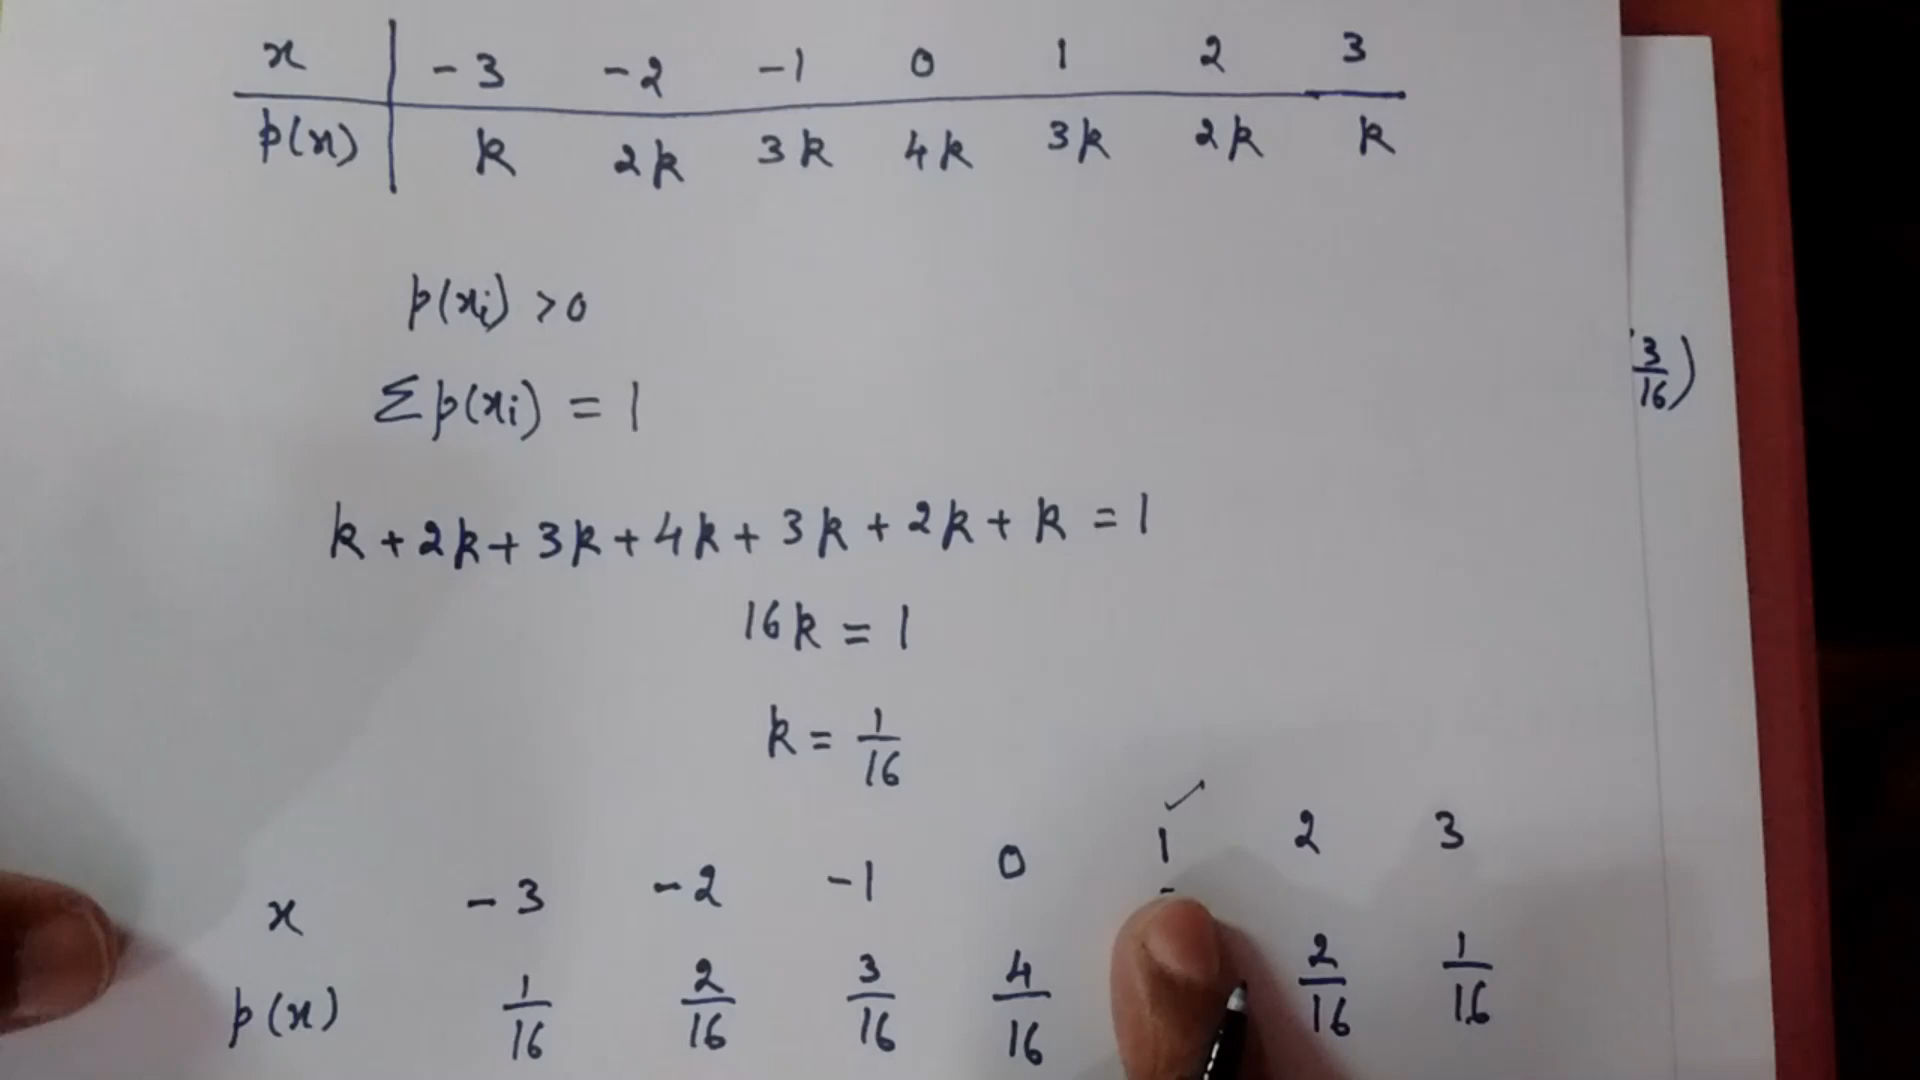 x | -3 -2 -1 0 1 2 3
p(x) | k 2k 3k 4k 3k 2k k
p(xi) > 0
Σp(xi) = 1
3/16)
k + 2k + 3k + 4k + 3k + 2k + k = 1
16k = 1
k = 1/16
✓
x -3 -2 -1 0 1 2 3
p(x) 1/16 2/16 3/16 4/16 2/16 1/16